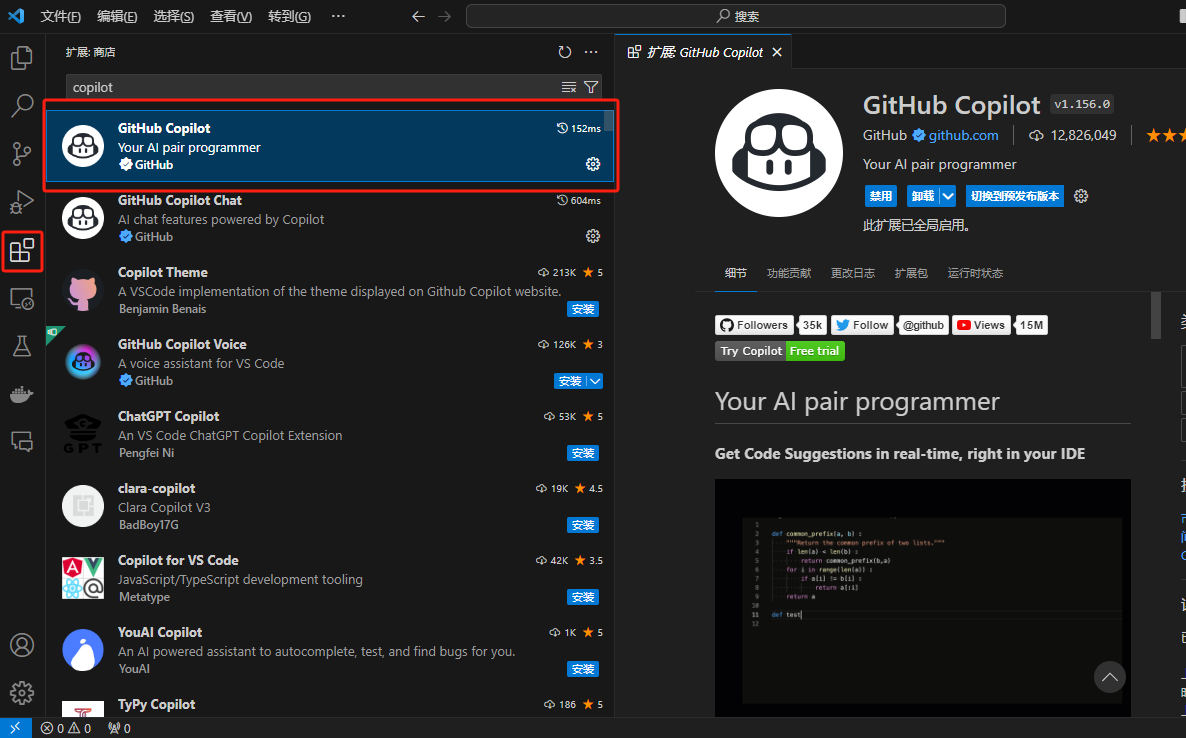 文件(F) 编辑(E) 选择(S) 查看(V) 转到(G) ··· 搜索
扩展: 商店
copilot
GitHub Copilot 152ms
Your AI pair programmer
GitHub
GitHub Copilot Chat 604ms
AI chat features powered by Copilot
GitHub
Copilot Theme 213K 5
A VSCode implementation of the theme displayed on Github Copilot website.
Benjamin Benais 安装
GitHub Copilot Voice 126K 3
A voice assistant for VS Code
GitHub 安装
GPT
ChatGPT Copilot 53K 5
An VS Code ChatGPT Copilot Extension
Pengfei Ni 安装
clara-copilot 19K 4.5
Clara Copilot V3
BadBoy17G 安装
Copilot for VS Code 42K 3.5
JavaScript/TypeScript development tooling
Metatype 安装
YouAI Copilot 1K 5
An AI powered assistant to autocomplete, test, and find bugs for you.
YouAI 安装
TyPy Copilot 186 5
0 0 0
扩展: GitHub Copilot
GitHub Copilot v1.156.0
GitHub github.com 12,826,049
Your AI pair programmer
禁用 卸载 切换到预发布版本
此扩展已全局启用。
细节 功能贡献 更改日志 扩展包 运行时状态
Followers 35k Follow @github Views 15M
Try Copilot Free trial
Your AI pair programmer
Get Code Suggestions in real-time, right in your IDE
1
2 def common_prefix(a, b) :
3 """Return the common prefix of two lists."""
4 if len(a) < len(b) :
5 return common_prefix(b,a)
6 for i in range(len(a)) :
7 if a[i] != b[i] :
8 return a[:i]
9 return a
10
11 def test
12